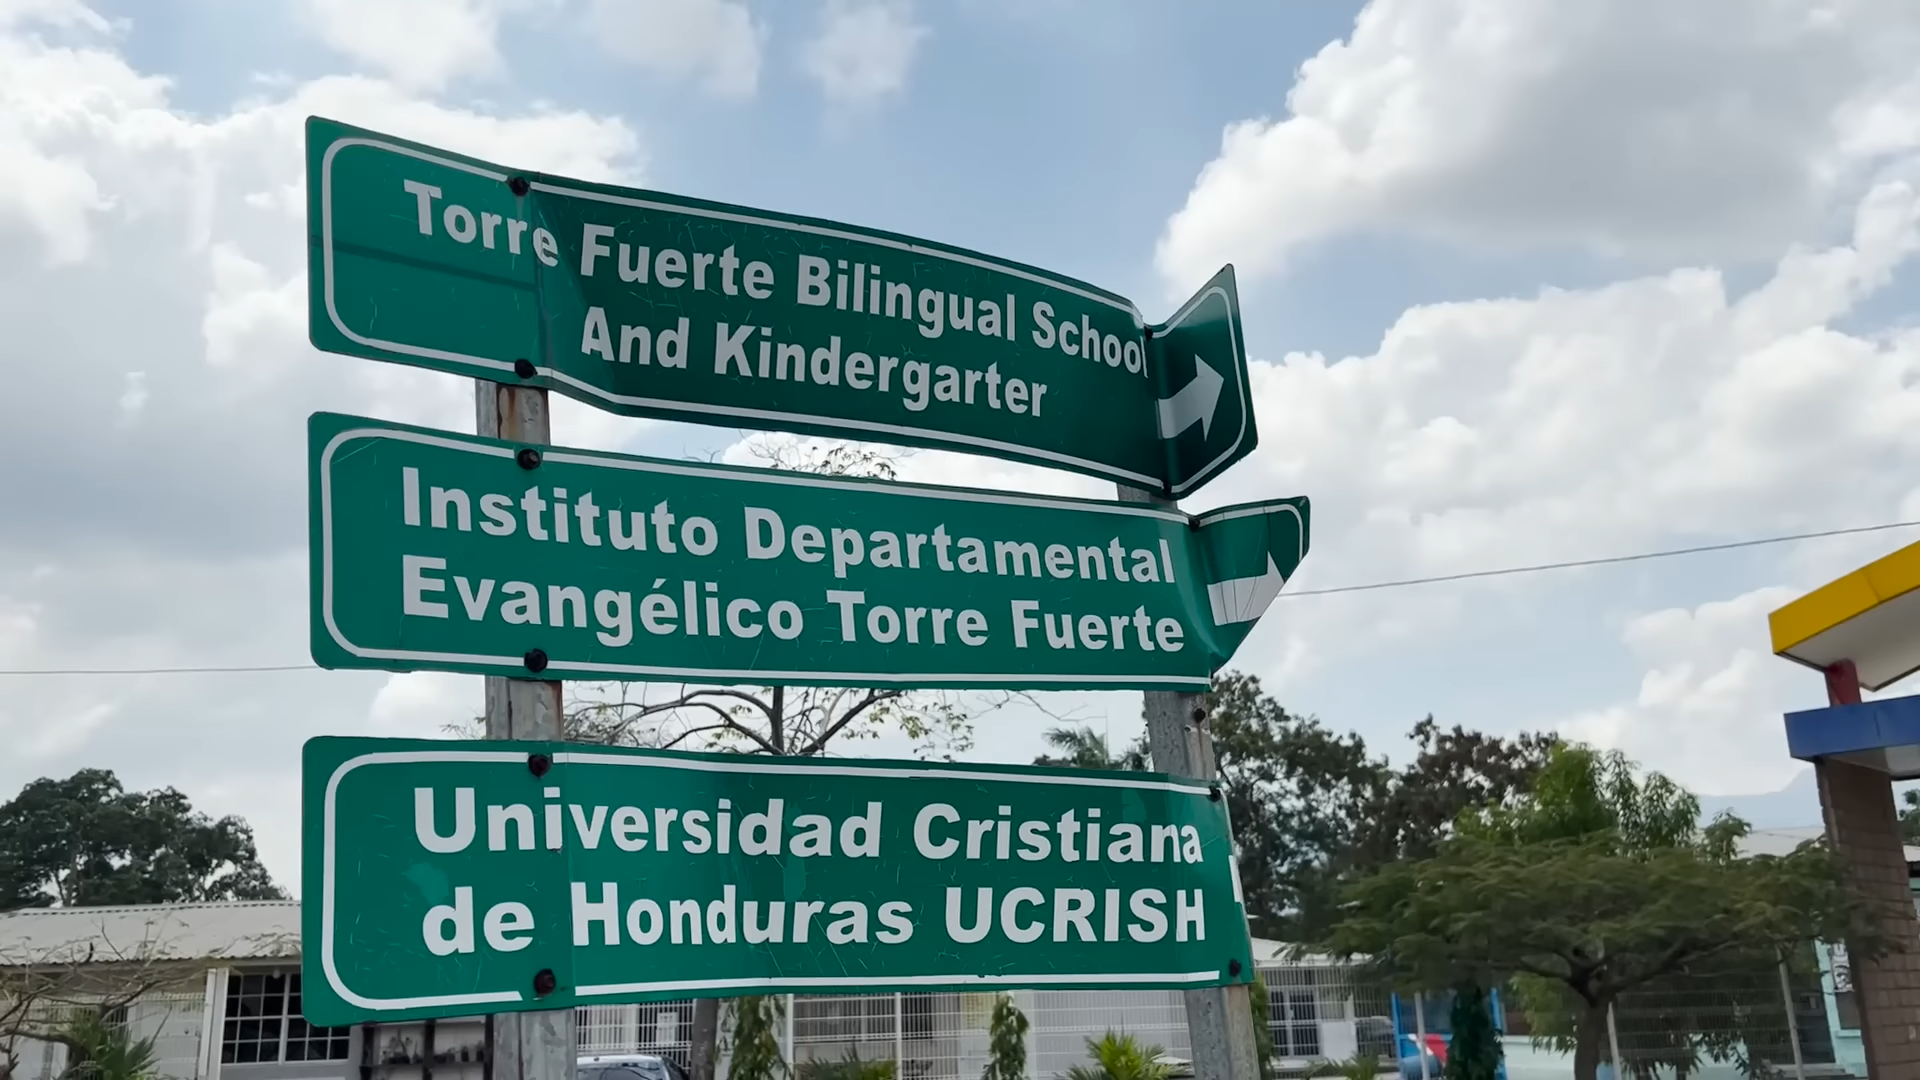 Torre Fuerte Bilingual School
And Kindergarter
Instituto Departamental
Evangélico Torre Fuerte
Universidad Cristiana
de Honduras UCRISH